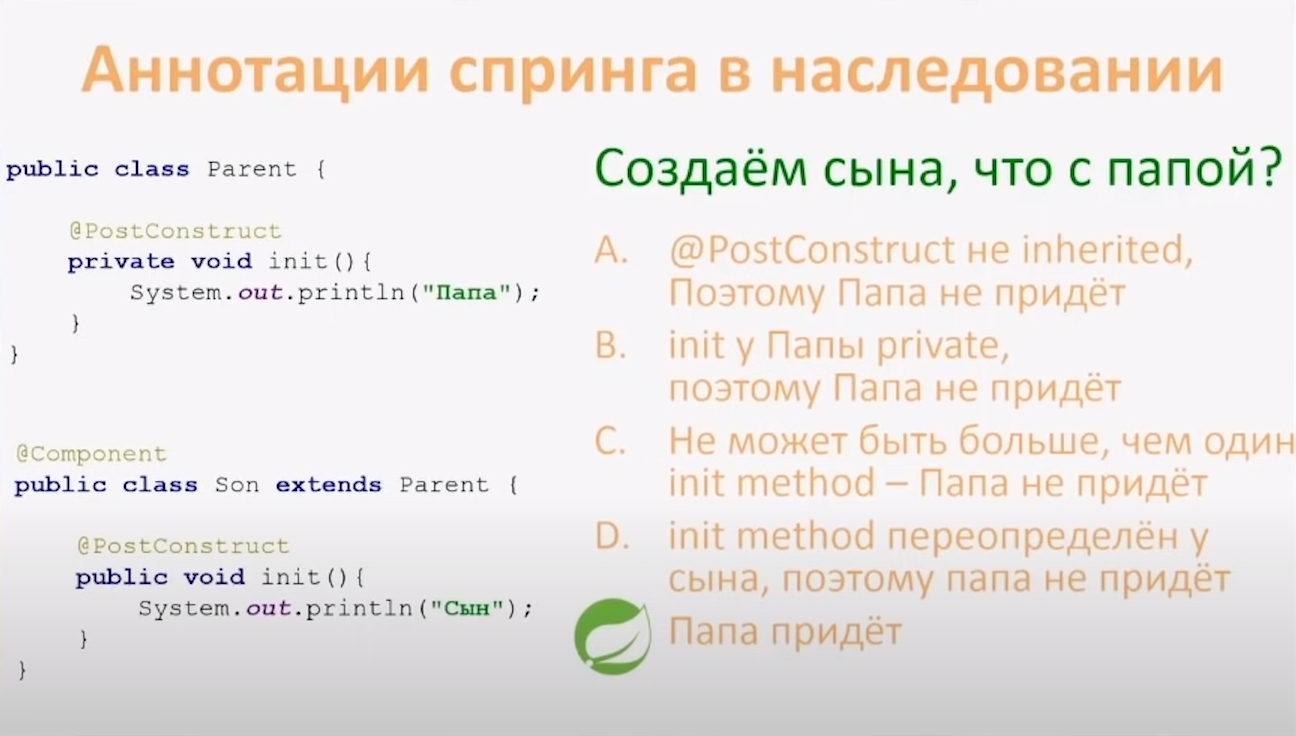 Аннотации спринга в наследовании
public class Parent {
@PostConstruct
private void init(){
System.out.println("Папа");
}
}
@Component
public class Son extends Parent {
@PostConstruct
public void init(){
System.out.println("Сын");
}
}
Создаём сына, что с папой?
A. @PostConstruct не inherited,
Поэтому Папа не придёт
B. init у Папы private,
поэтому Папа не придёт
C. Не может быть больше, чем один
init method – Папа не придёт
D. init method переопределён у
сына, поэтому папа не придёт
Папа придёт